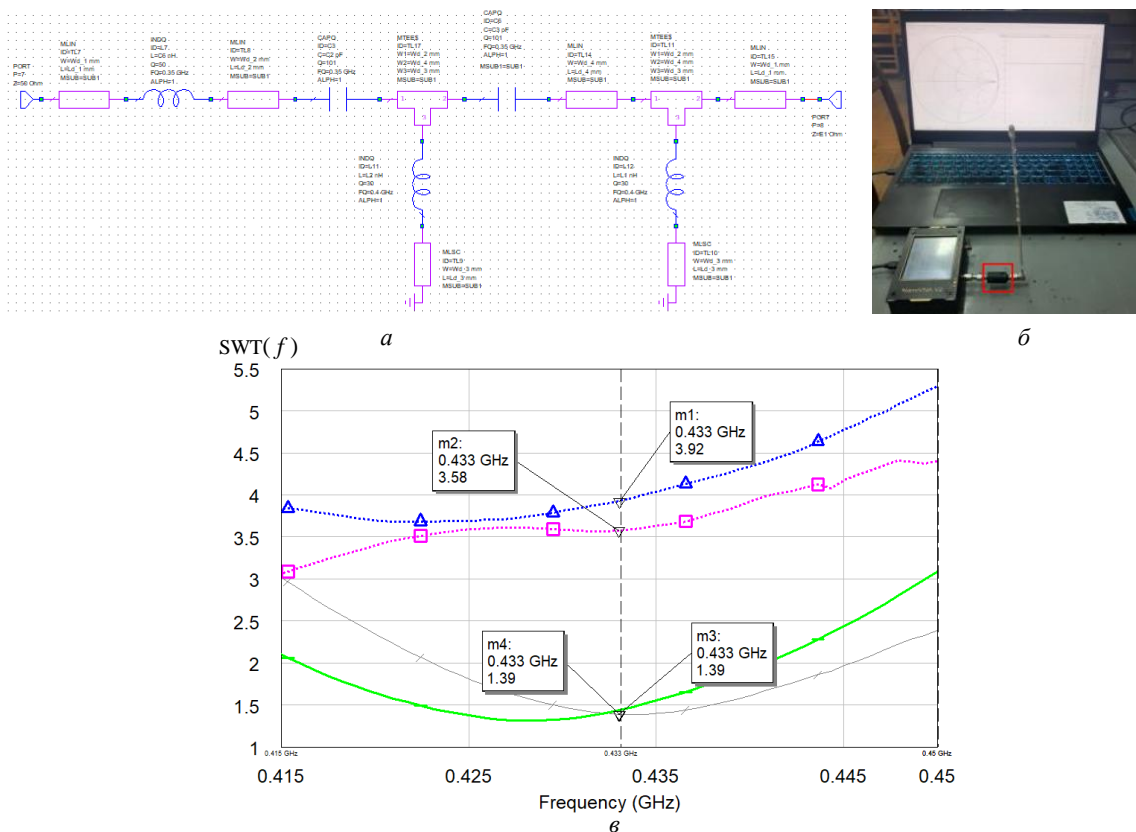 PORT
P=7
Z=50 Ohm
MLIN
ID=TL7
W=Wd_1 mm
L=Ld_1 mm
MSUB=SUB1
INDQ
ID=L7
L=C6 nH
Q=50
FQ=0.35 GHz
ALPH=1
MLIN
ID=TL8
W=Wd_2 mm
L=Ld_2 mm
MSUB=SUB1
CAPQ
ID=C3
C=C2 pF
Q=101
FQ=0.35 GHz
ALPH=1
MTEE$
ID=TL17
W1=Wd_2 mm
W2=Wd_4 mm
W3=Wd_3 mm
MSUB=SUB1
1
2
3
CAPQ
ID=C6
C=C3 pF
Q=101
FQ=0.35 GHz
ALPH=1
MSUB1=SUB1
MLIN
ID=TL14
W=Wd_4 mm
L=Ld_4 mm
MSUB=SUB1
MTEE$
ID=TL11
W1=Wd_2 mm
W2=Wd_4 mm
W3=Wd_3 mm
MSUB=SUB1
1
2
3
MLIN
ID=TL15
W=Wd_1 mm
L=Ld_1 mm
MSUB=SUB1
PORT
P=6
Z=E1 Ohm
INDQ
ID=L11
L=L2 nH
Q=30
FQ=0.4 GHz
ALPH=1
INDQ
ID=L12
L=L1 nH
Q=30
FQ=0.4 GHz
ALPH=1
MLSC
ID=TL9
W=Wd_3 mm
L=Ld_3 mm
MSUB=SUB1
MLSC
ID=TL10
W=Wd_3 mm
L=Ld_3 mm
MSUB=SUB1
NanoVNA V2
а
б
SWT(f)
5.5
5
4.5
4
3.5
3
2.5
2
1.5
1
m2:
0.433 GHz
3.58
m1:
0.433 GHz
3.92
m4:
0.433 GHz
1.39
m3:
0.433 GHz
1.39
0.415 GHz
0.433 GHz
0.45 GHz
0.415
0.425
0.435
0.445
0.45
Frequency (GHz)
в